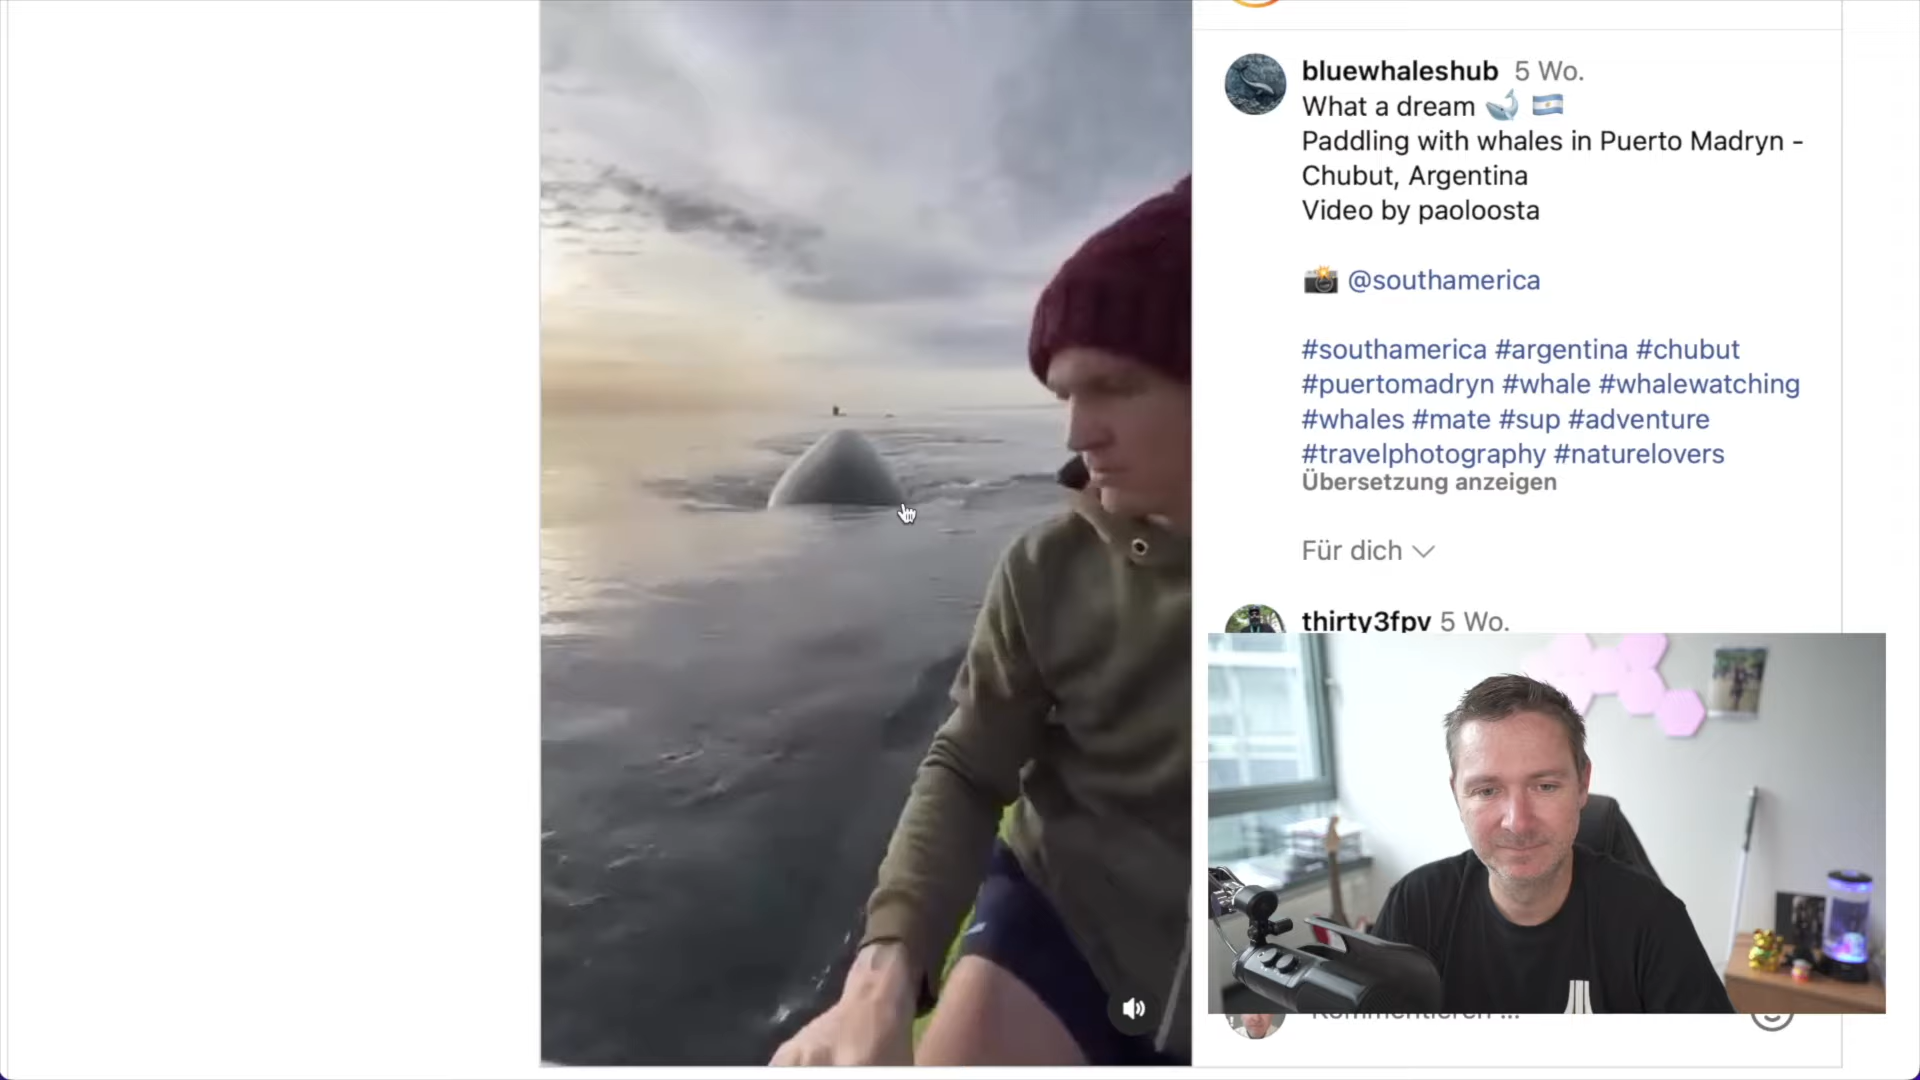 bluewhaleshub 5 Wo.
What a dream 🐋 🇦🇷
Paddling with whales in Puerto Madryn -
Chubut, Argentina
Video by paoloosta
📸 @southamerica
#southamerica #argentina #chubut
#puertomadryn #whale #whalewatching
#whales #mate #sup #adventure
#travelphotography #naturelovers
Übersetzung anzeigen
Für dich
thirty3fpv 5 Wo.
Kommentieren ...